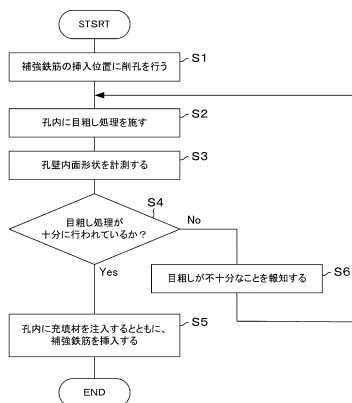 STSRT
補強鉄筋の挿入位置に削孔を行う
S1
孔内に目粗し処理を施す
S2
孔壁内面形状を計測する
S3
目粗し処理が
十分に行われているか？
S4
No
Yes
目粗しが不十分なことを報知する
S6
孔内に充填材を注入するとともに、
補強鉄筋を挿入する
S5
END